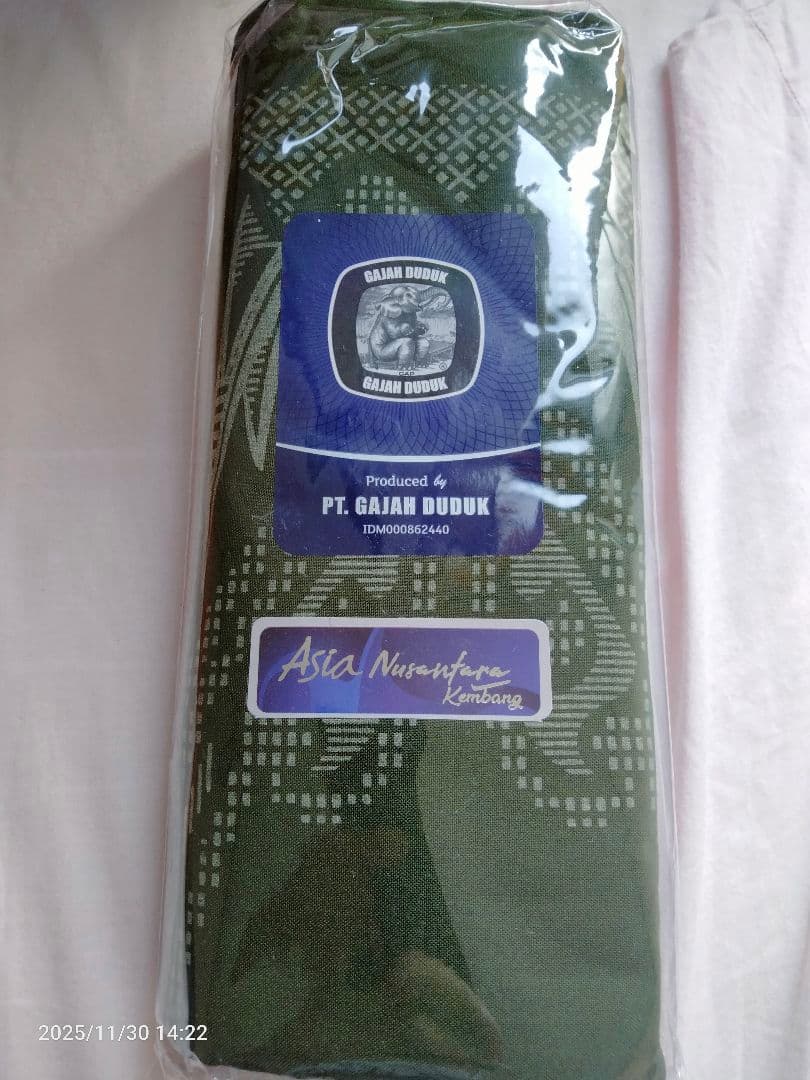 GAJAH DUDUK
CAP
GAJAH DUDUK
Produced by
PT. GAJAH DUDUK
IDM000862440
Asia Nusantara
Kembang
2025/11/30 14:22